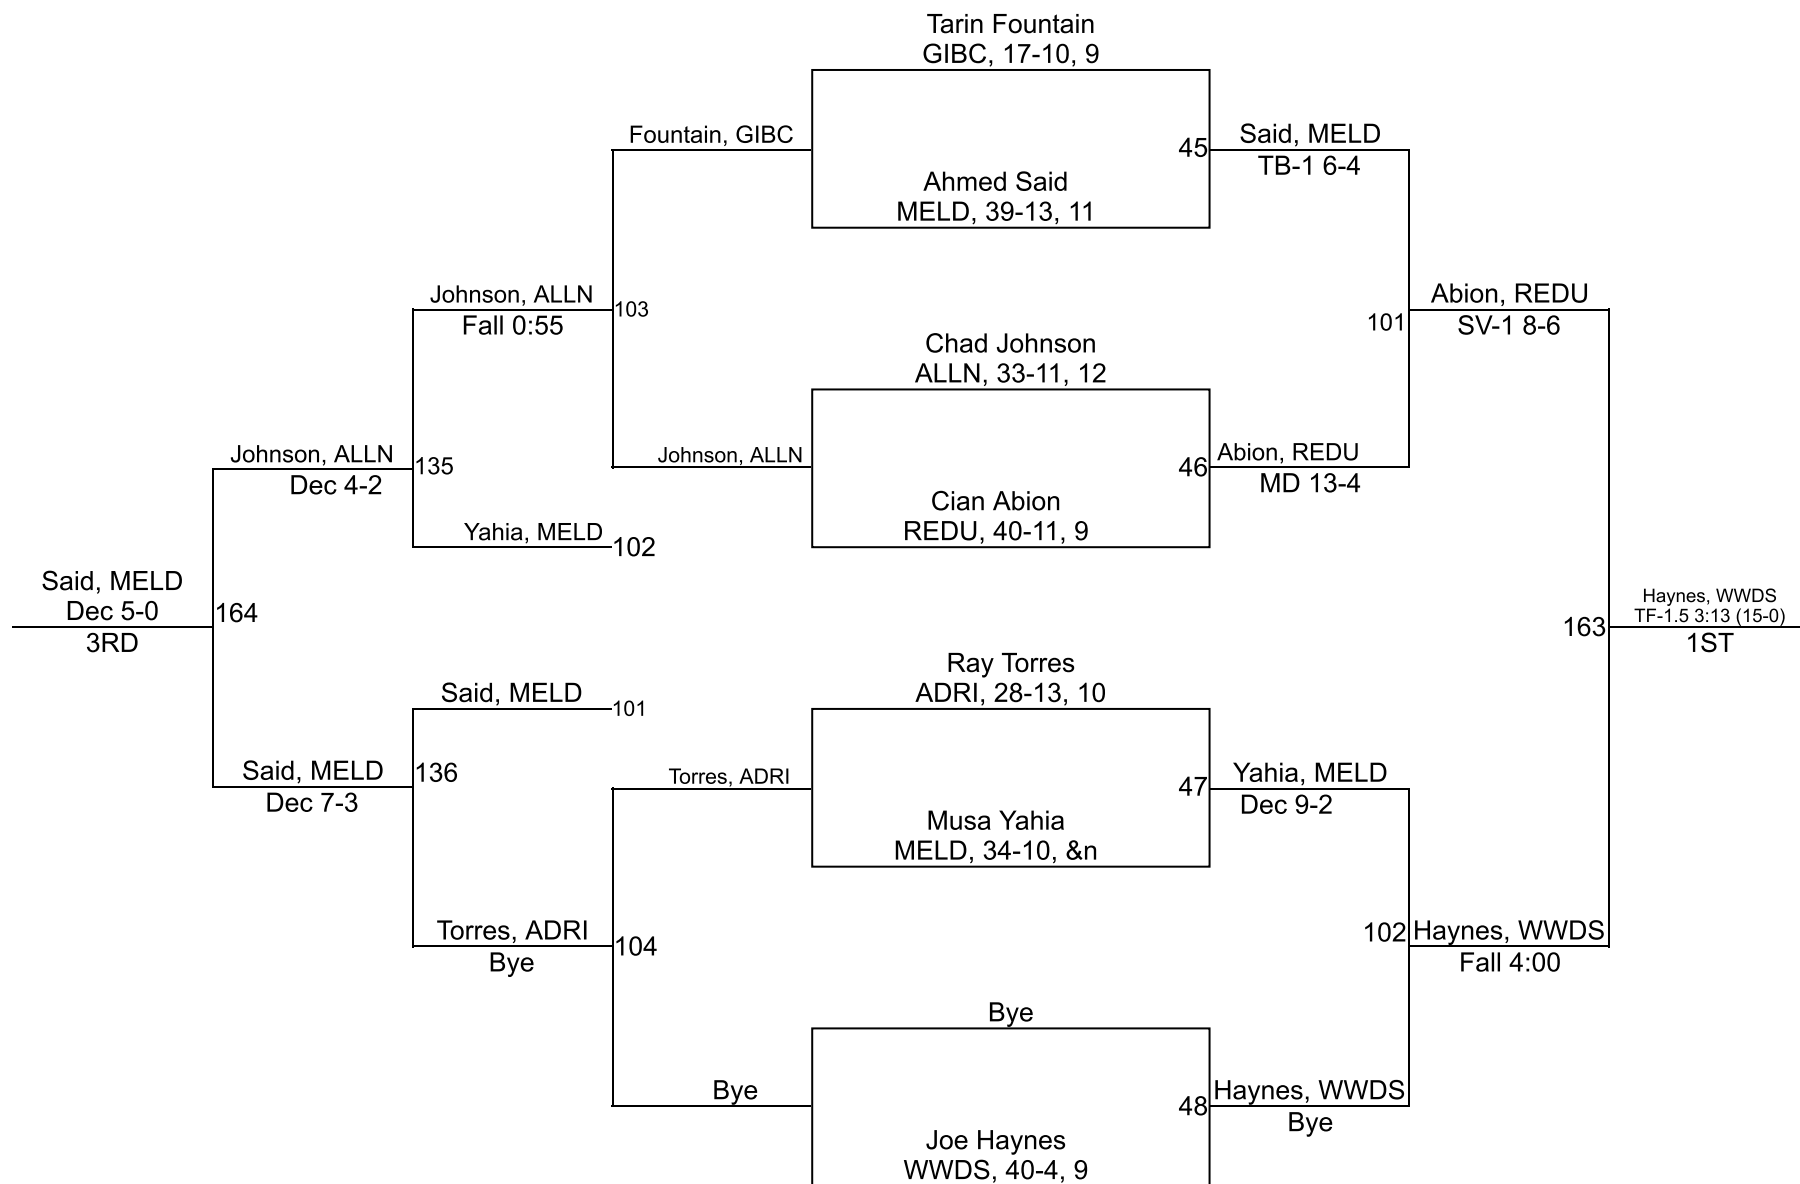 Tarin Fountain
GIBC, 17-10, 9
Fountain, GIBC
45
Said, MELD
TB-1 6-4
Ahmed Said
MELD, 39-13, 11
Johnson, ALLN
Fall 0:55
103
101
Abion, REDU
SV-1 8-6
Chad Johnson
ALLN, 33-11, 12
Johnson, ALLN
Dec 4-2
135
Johnson, ALLN
46
Abion, REDU
MD 13-4
Cian Abion
REDU, 40-11, 9
Yahia, MELD
102
Said, MELD
Dec 5-0
3RD
164
163
Haynes, WWDS
TF-1.5 3:13 (15-0)
1ST
Ray Torres
ADRI, 28-13, 10
Said, MELD
101
Said, MELD
Dec 7-3
136
Torres, ADRI
47
Yahia, MELD
Dec 9-2
Musa Yahia
MELD, 34-10, &n
Torres, ADRI
Bye
104
102
Haynes, WWDS
Fall 4:00
Bye
Bye
48
Haynes, WWDS
Bye
Joe Haynes
WWDS, 40-4, 9